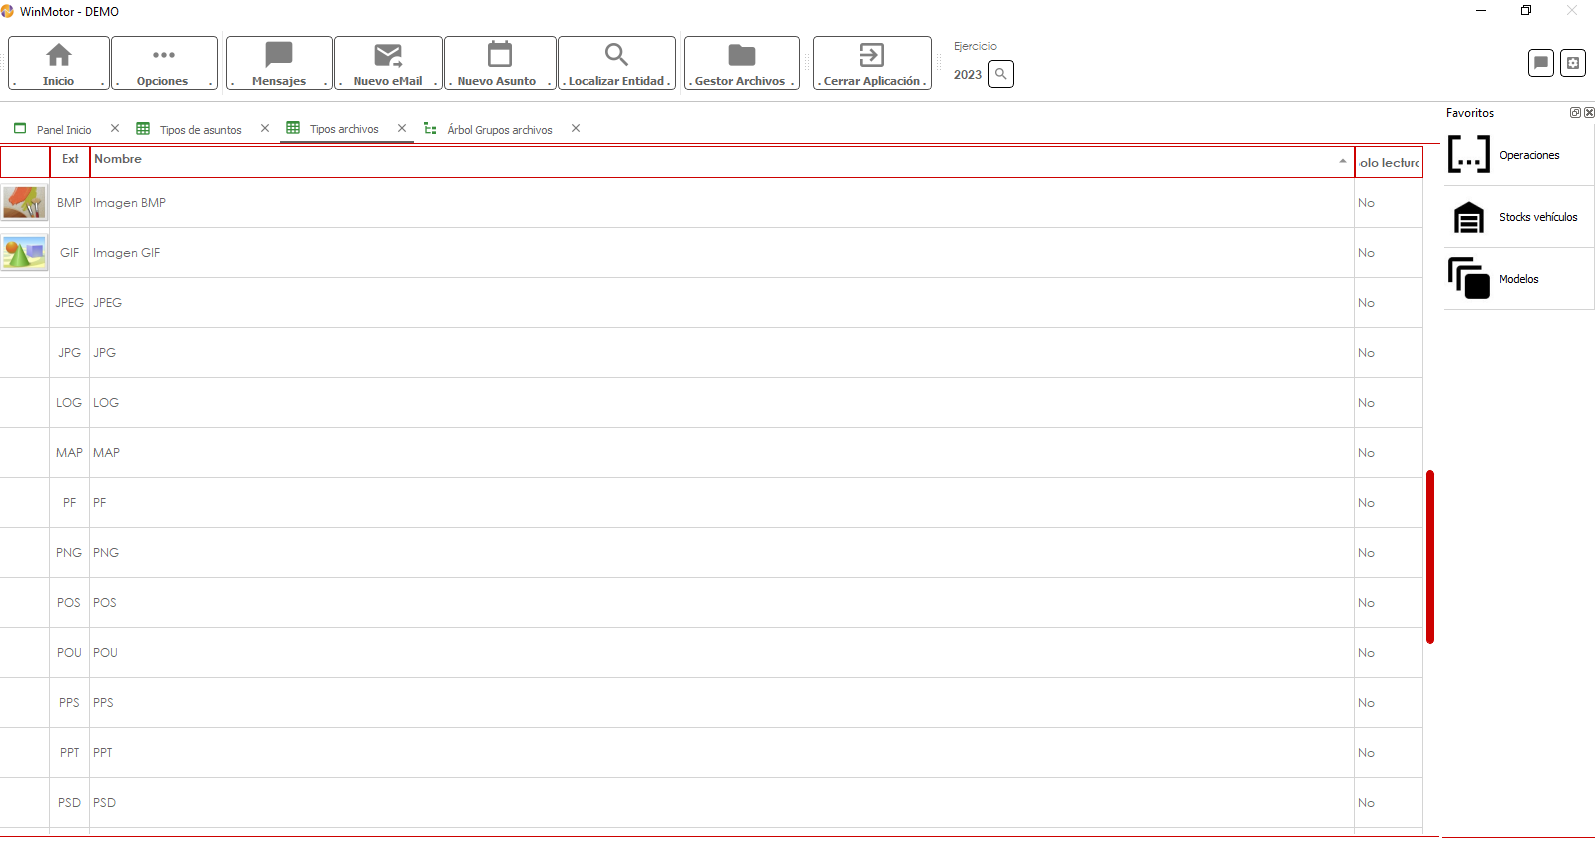 WinMotor - DEMO
. Inicio .
. Opciones .
. Mensajes .
. Nuevo eMail .
. Nuevo Asunto .
. Localizar Entidad .
. Gestor Archivos .
. Cerrar Aplicación .
Ejercicio
2023
Panel Inicio
Tipos de asuntos
Tipos archivos
Árbol Grupos archivos
Ext Nombre olo lectura
BMP Imagen BMP No
GIF Imagen GIF No
JPEG JPEG No
JPG JPG No
LOG LOG No
MAP MAP No
PF PF No
PNG PNG No
POS POS No
POU POU No
PPS PPS No
PPT PPT No
PSD PSD No
Favoritos
[...] Operaciones
Stocks vehículos
Modelos